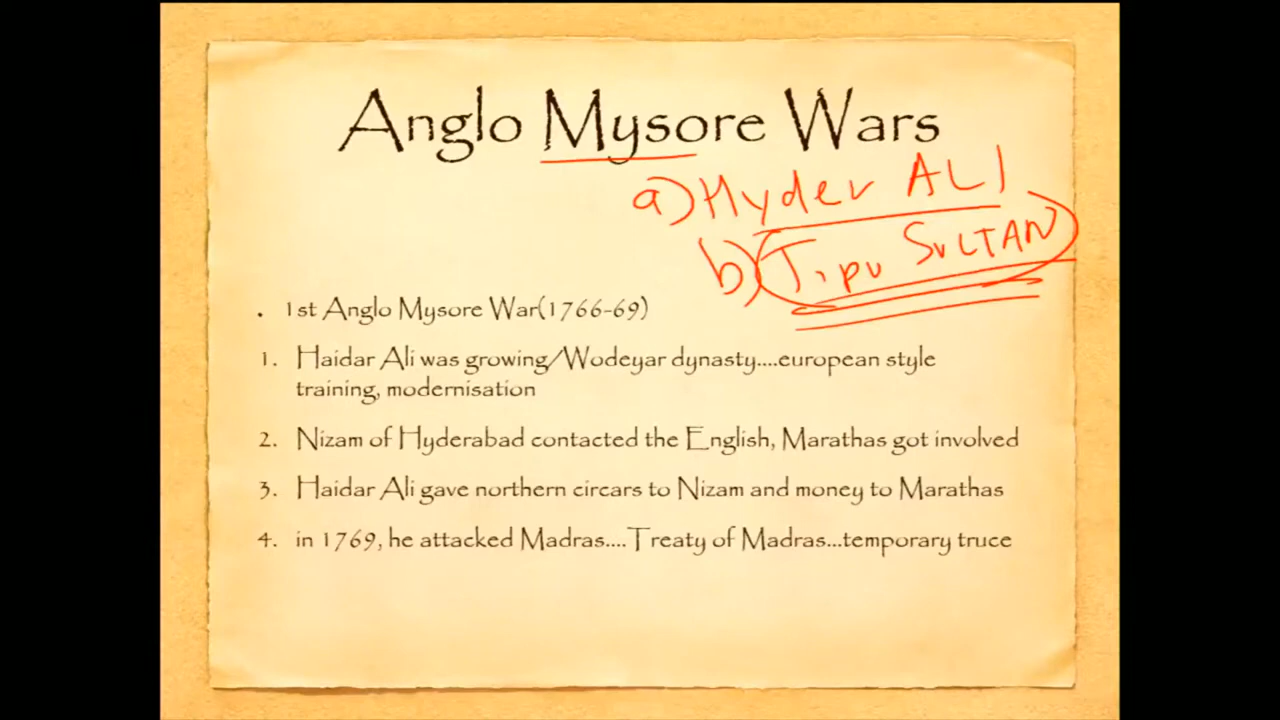 Anglo Mysore Wars
a) Hyder ALI
b) Tipu SULTAN
. 1st Anglo Mysore War(1766-69)
1. Haidar Ali was growing/Wodeyar dynasty....european style
training, modernisation
2. Nizam of Hyderabad contacted the English, Marathas got involved
3. Haidar Ali gave northern circars to Nizam and money to Marathas
4. in 1769, he attacked Madras....Treaty of Madras...temporary truce